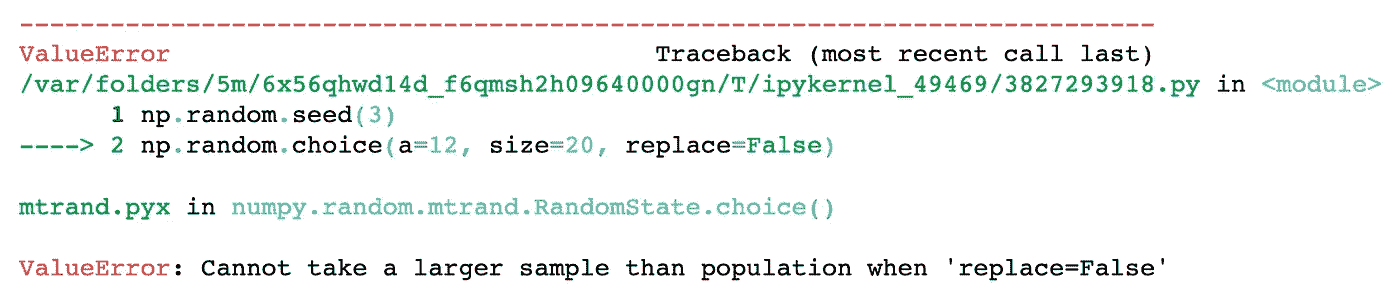 ---------------------------------------------------------------------------
ValueError                                Traceback (most recent call last)
/var/folders/5m/6x56qhwd14d_f6qmsh2h09640000gn/T/ipykernel_49469/3827293918.py in <module>
      1 np.random.seed(3)
----> 2 np.random.choice(a=12, size=20, replace=False)
mtrand.pyx in numpy.random.mtrand.RandomState.choice()
ValueError: Cannot take a larger sample than population when 'replace=False'